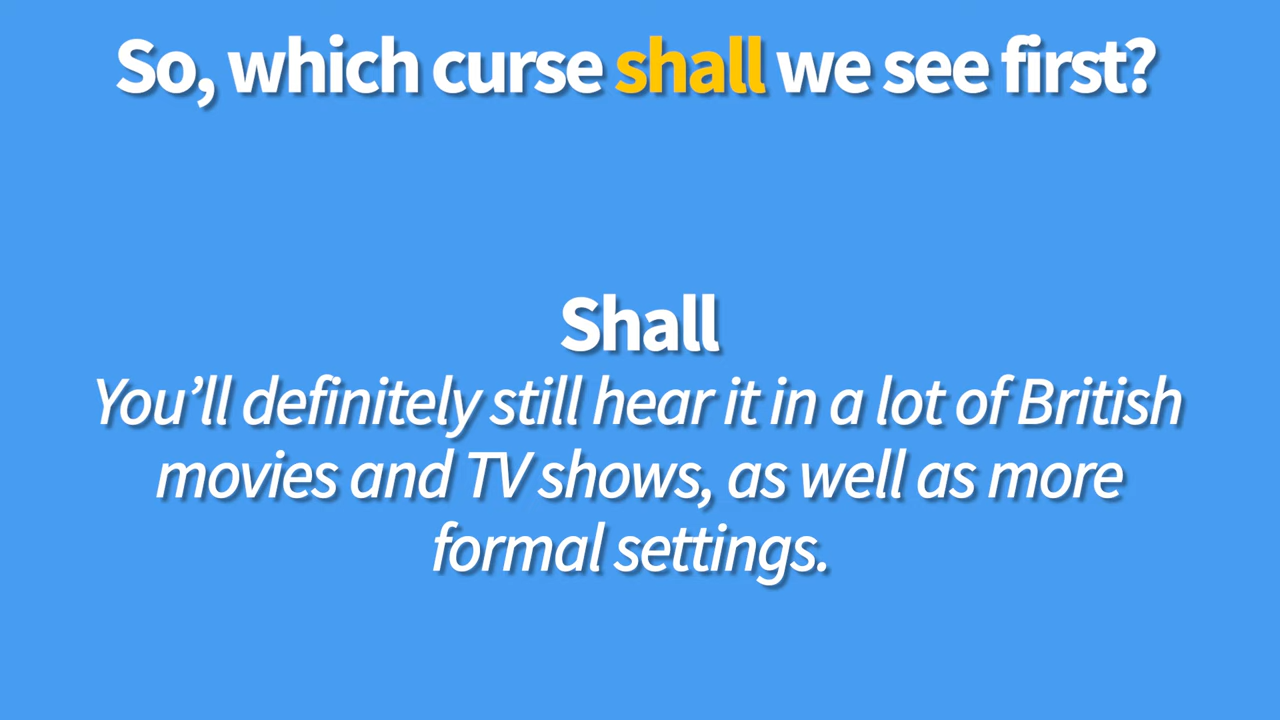 So, which curse shall we see first?
Shall
You’ll definitely still hear it in a lot of British
movies and TV shows, as well as more
formal settings.